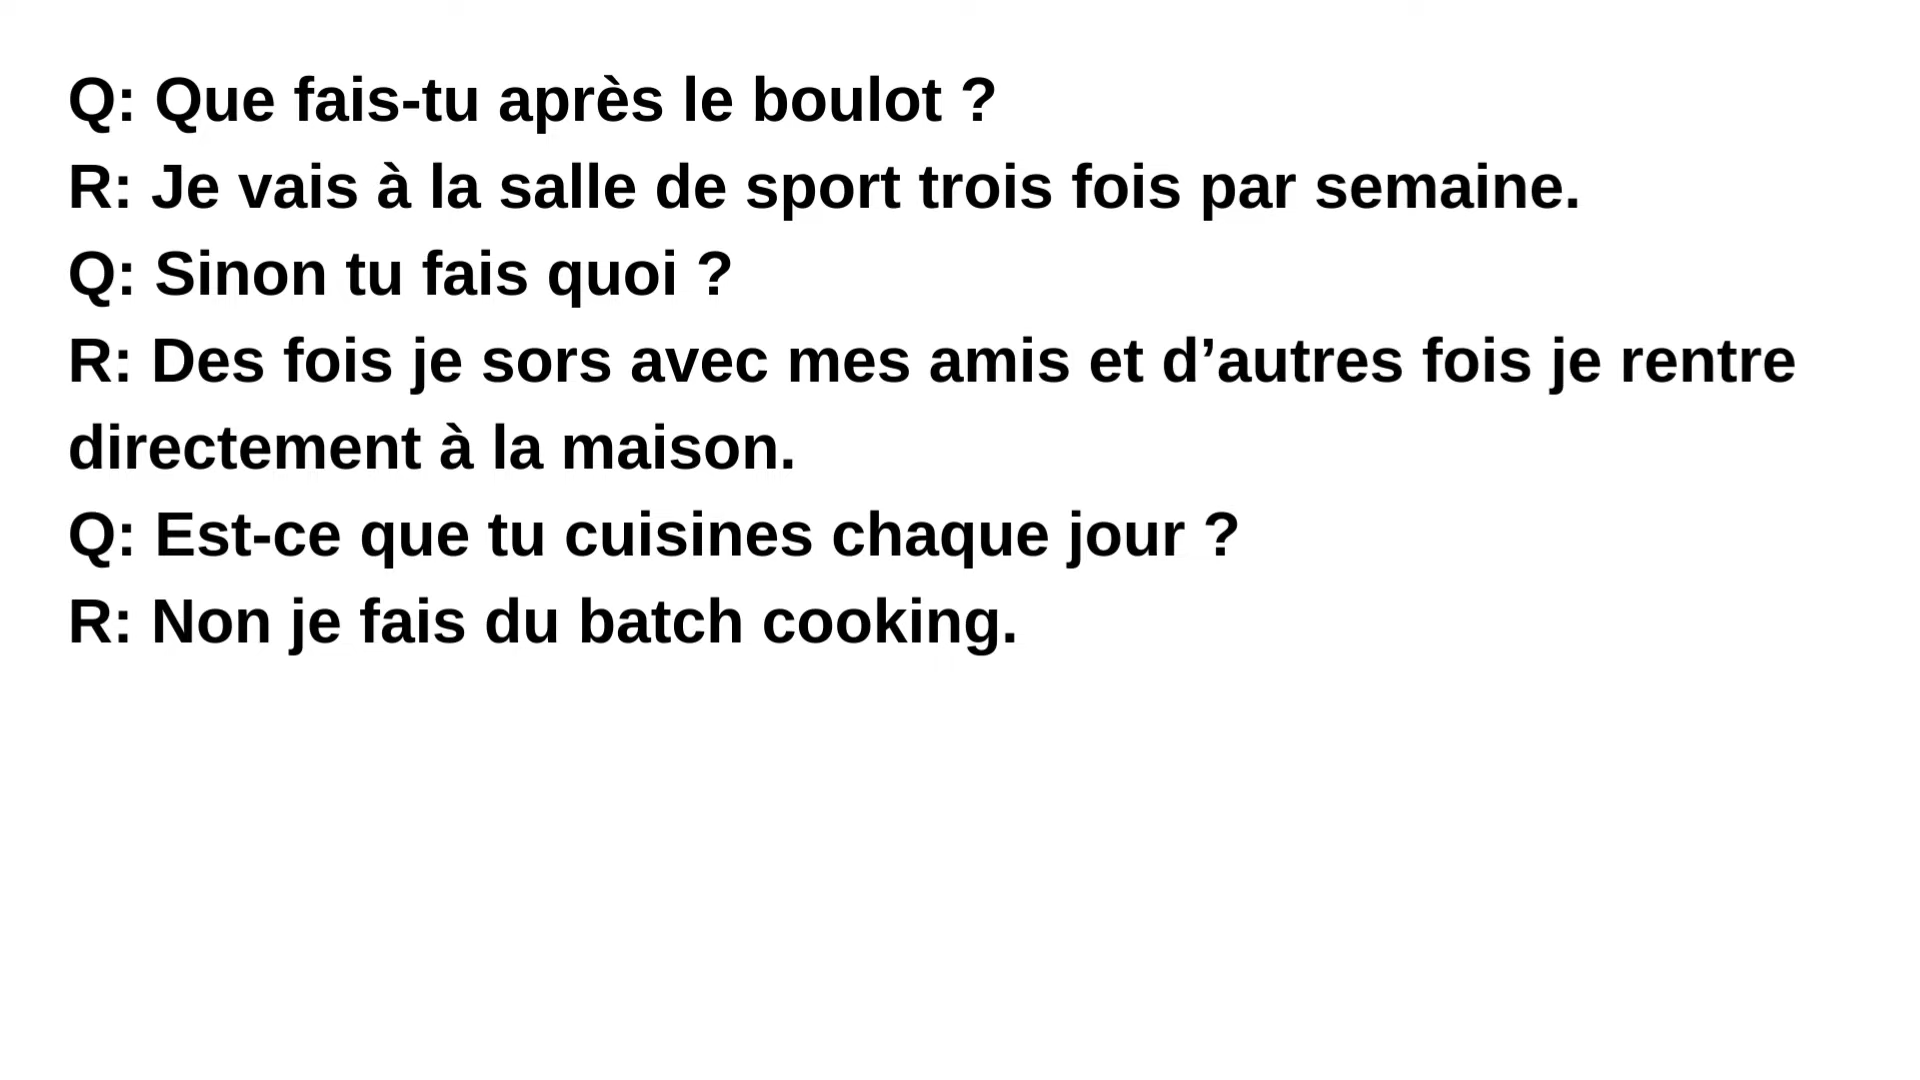 Q: Que fais-tu après le boulot ?
R: Je vais à la salle de sport trois fois par semaine.
Q: Sinon tu fais quoi ?
R: Des fois je sors avec mes amis et d’autres fois je rentre
directement à la maison.
Q: Est-ce que tu cuisines chaque jour ?
R: Non je fais du batch cooking.